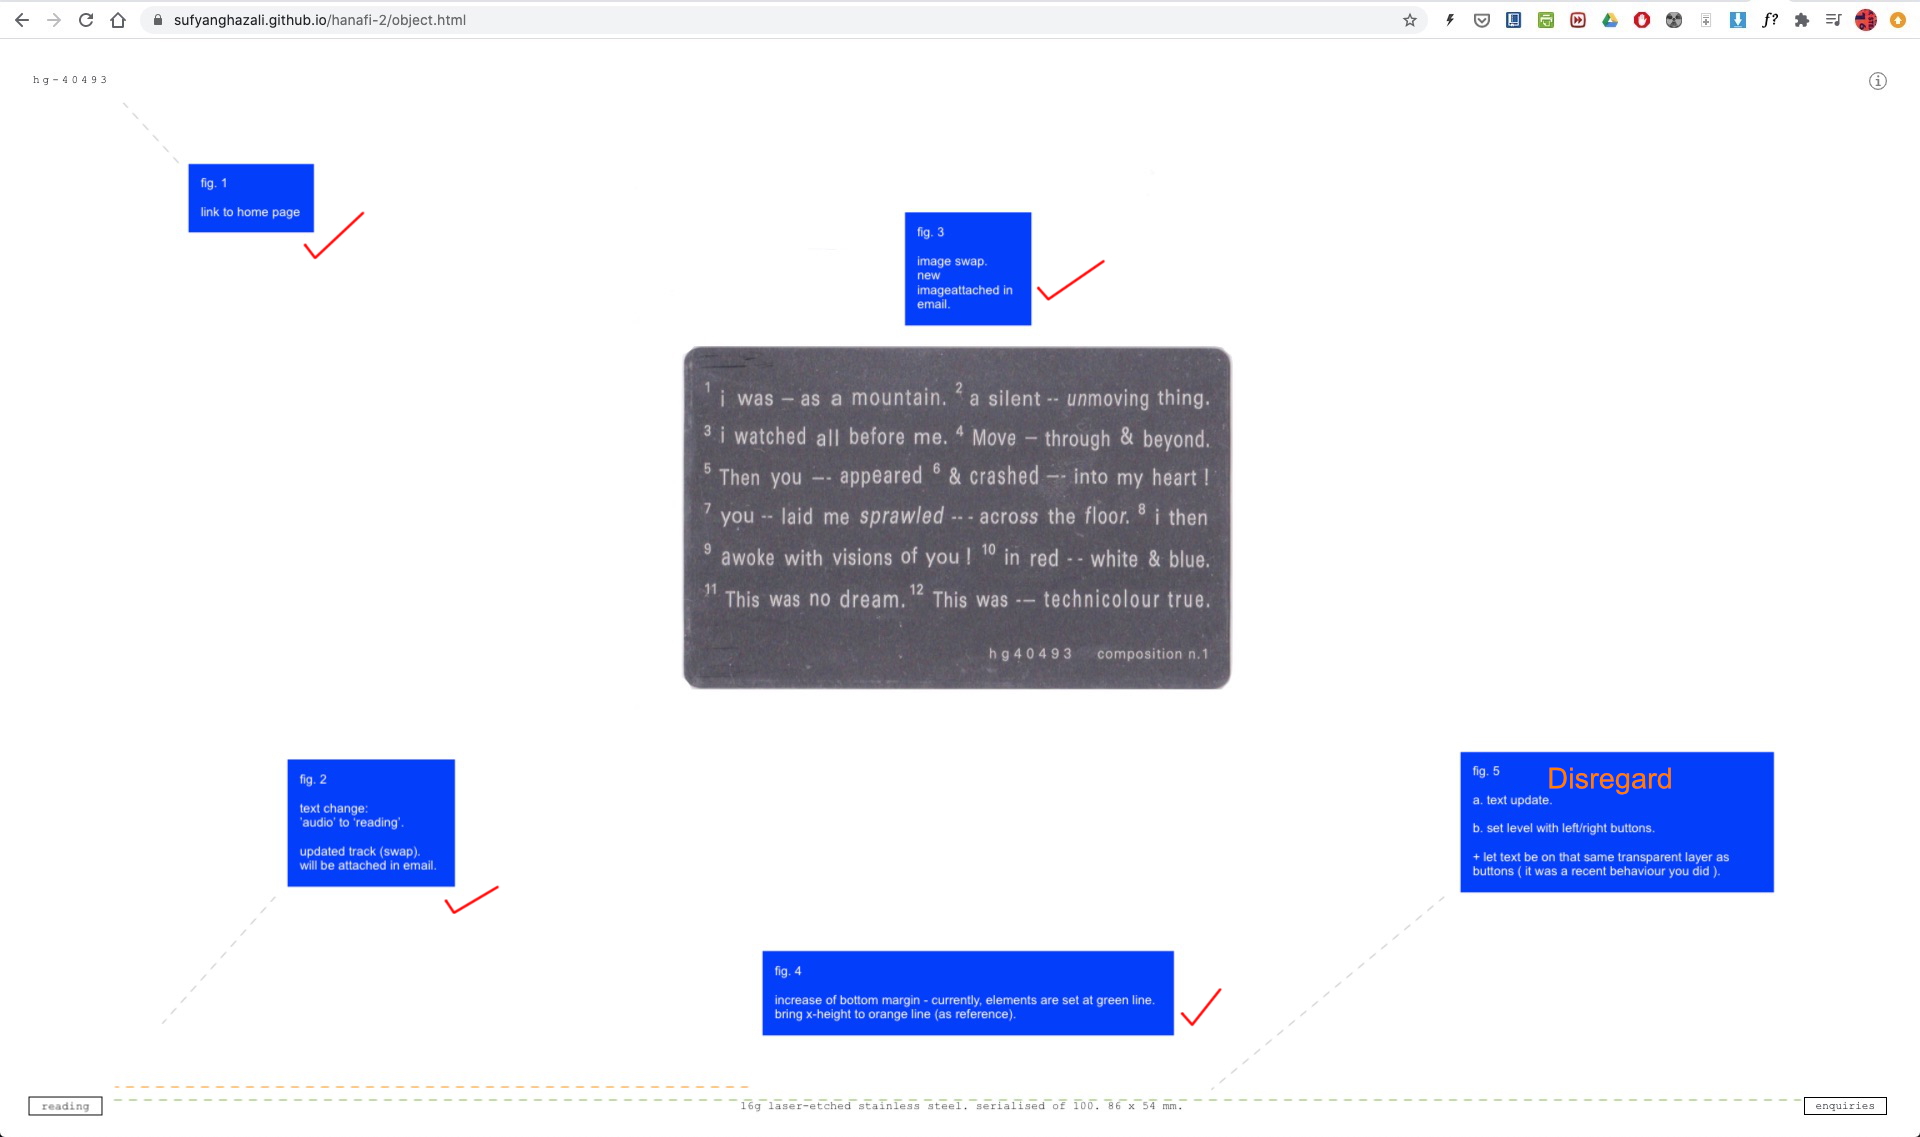 sufyanghazali.github.io/hanafi-2/object.html
f?
hg-40493
i
fig. 1
link to home page
fig. 3
image swap.
new
imageattached in
email.
1 i was – as a mountain. 2 a silent -- unmoving thing.
3 i watched all before me. 4 Move – through & beyond.
5 Then you –- appeared 6 & crashed –- into my heart !
7 you -- laid me sprawled --- across the floor. 8 i then
9 awoke with visions of you ! 10 in red -- white & blue.
11 This was no dream. 12 This was -– technicolour true.
hg40493 composition n.1
fig. 2
text change:
'audio' to 'reading'.
updated track (swap).
will be attached in email.
fig. 5
Disregard
a. text update.
b. set level with left/right buttons.
+ let text be on that same transparent layer as
buttons ( it was a recent behaviour you did ).
fig. 4
increase of bottom margin - currently, elements are set at green line.
bring x-height to orange line (as reference).
reading
16g laser-etched stainless steel. serialised of 100. 86 x 54 mm.
enquiries